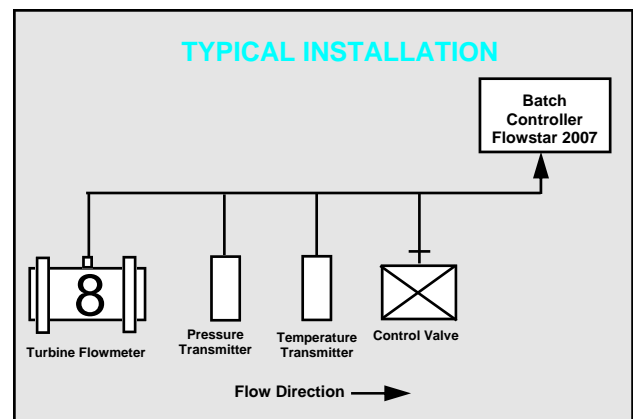 TYPICAL INSTALLATION
Batch
Controller
Flowstar 2007
8
Turbine Flowmeter
Pressure
Transmitter
Temperature
Transmitter
Control Valve
Flow Direction